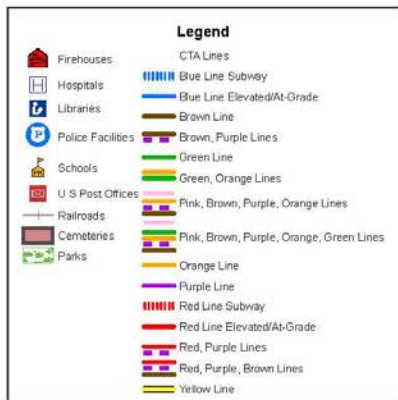 Legend
Firehouses
Hospitals
Libraries
P
Police Facilities
Schools
U S Post Offices
Railroads
Cemeteries
Parks
CTA Lines
Blue Line Subway
Blue Line Elevated/At-Grade
Brown Line
Brown, Purple Lines
Green Line
Green, Orange Lines
Pink, Brown, Purple, Orange Lines
Pink, Brown, Purple, Orange, Green Lines
Orange Line
Purple Line
Red Line Subway
Red Line Elevated/At-Grade
Red, Purple Lines
Red, Purple, Brown Lines
Yellow Line